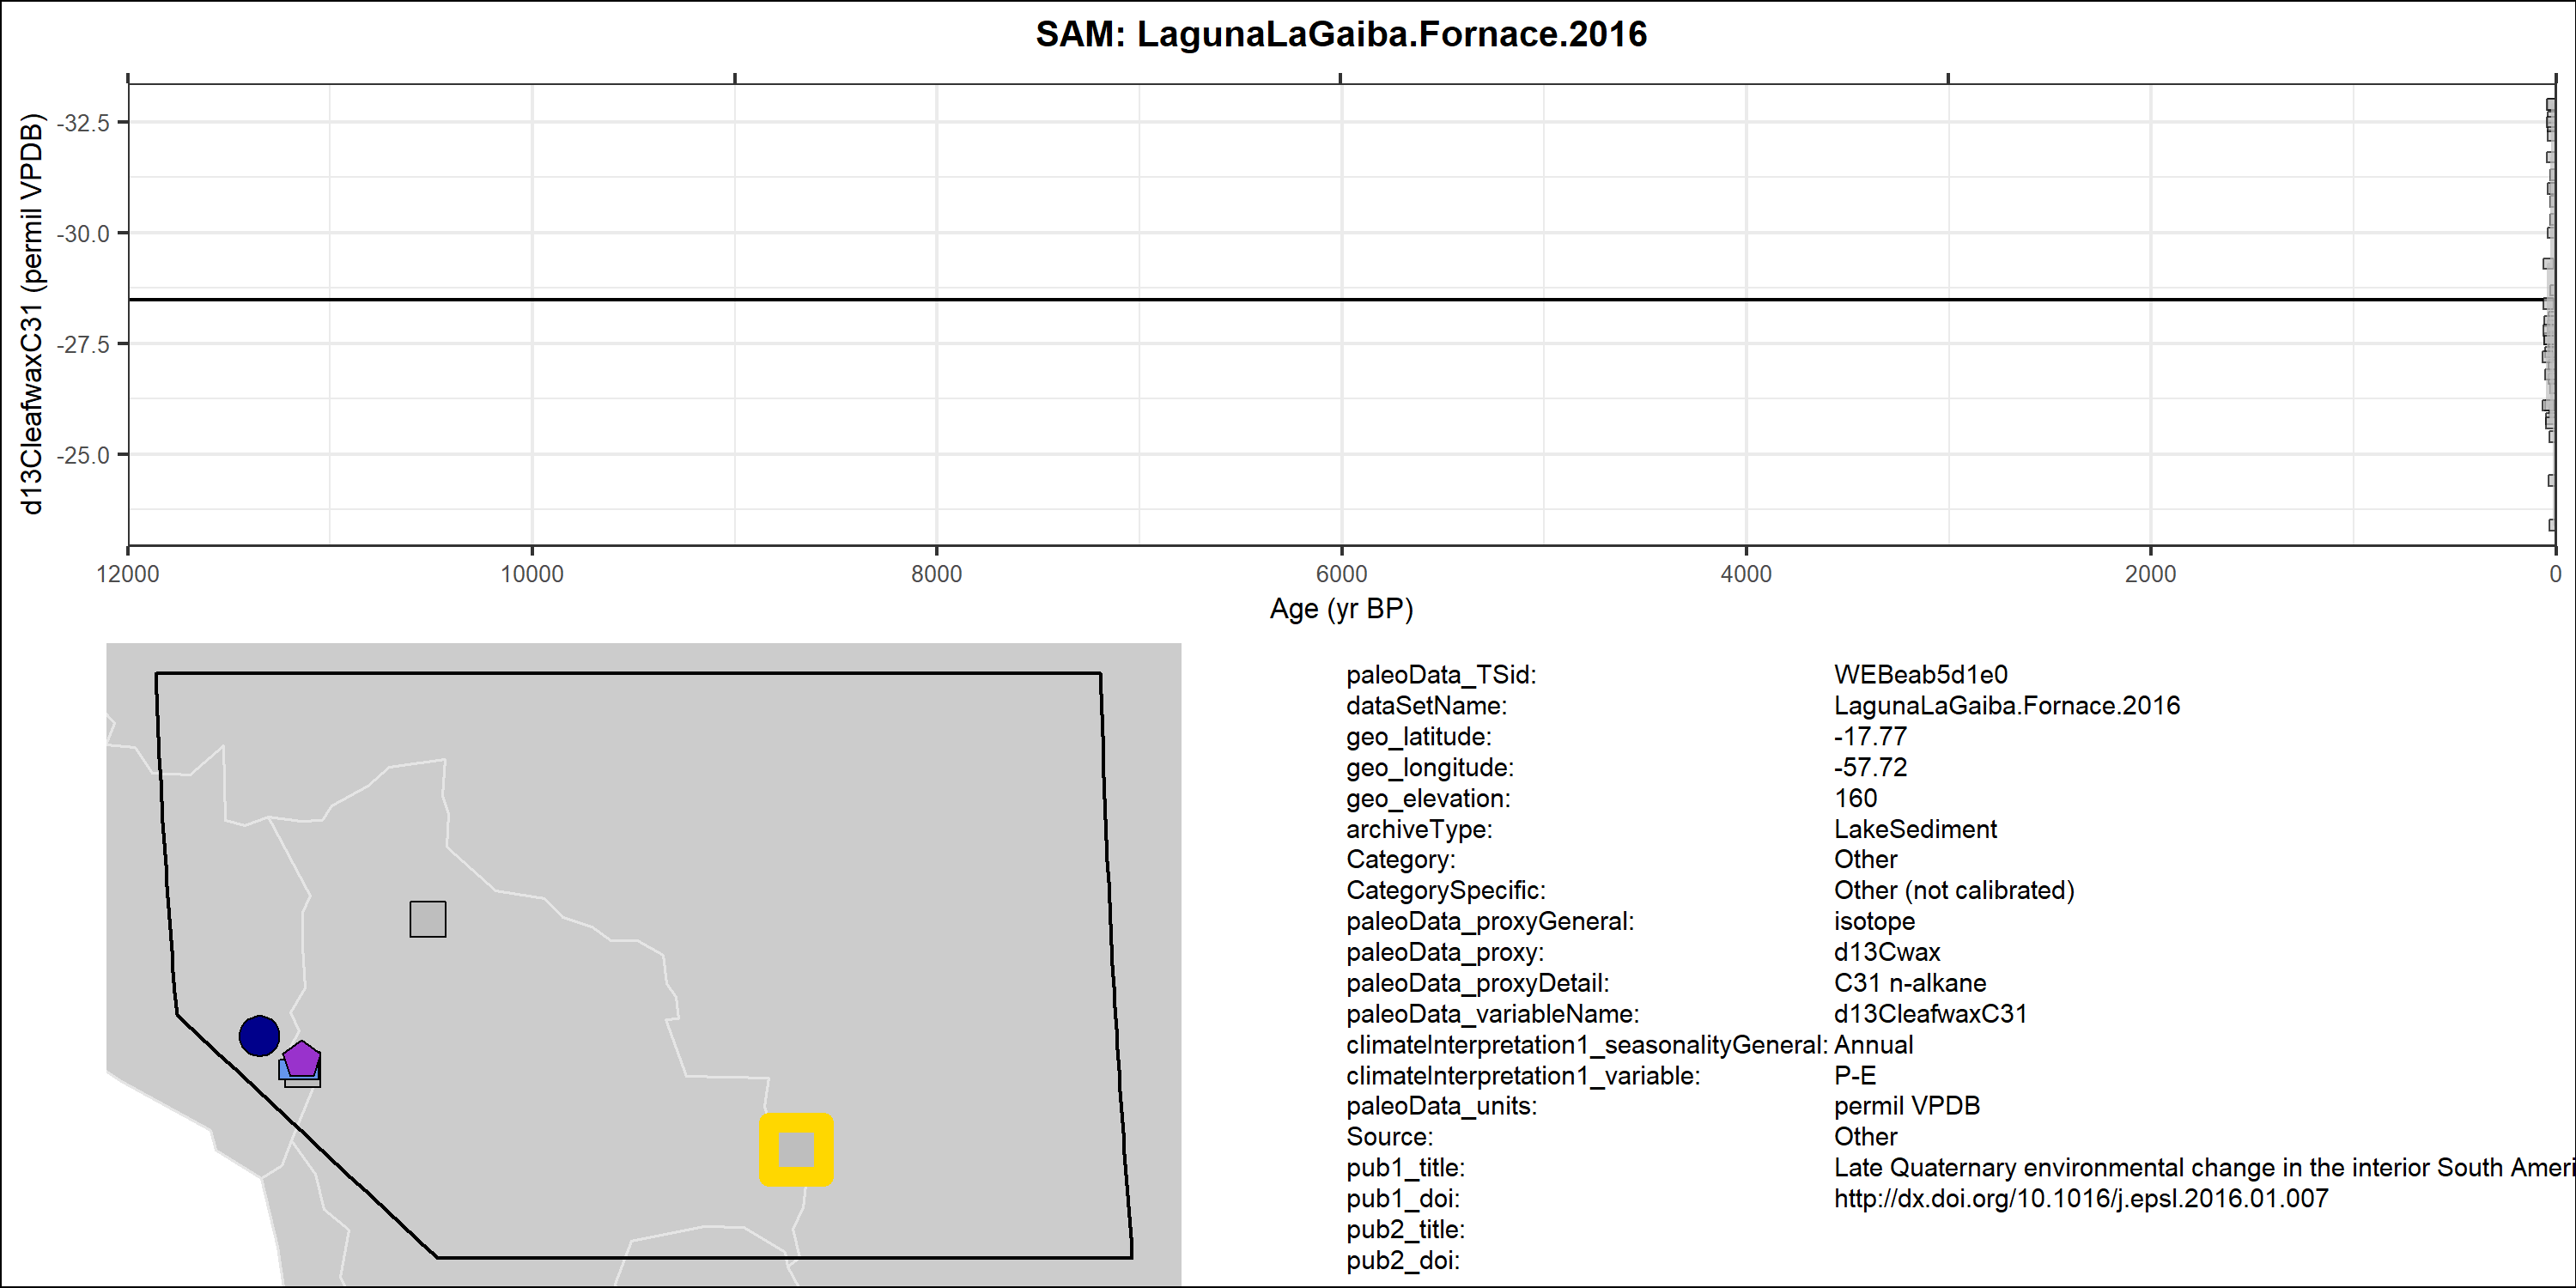 SAM: LagunaLaGaiba.Fornace.2016
d13CleafwaxC31 (permil VPDB)
-32.5
-30.0
-27.5
-25.0
12000 10000 8000 6000 4000 2000 0
Age (yr BP)
paleoData_TSid: WEBeab5d1e0
dataSetName: LagunaLaGaiba.Fornace.2016
geo_latitude: -17.77
geo_longitude: -57.72
geo_elevation: 160
archiveType: LakeSediment
Category: Other
CategorySpecific: Other (not calibrated)
paleoData_proxyGeneral: isotope
paleoData_proxy: d13Cwax
paleoData_proxyDetail: C31 n-alkane
paleoData_variableName: d13CleafwaxC31
climateInterpretation1_seasonalityGeneral: Annual
climateInterpretation1_variable: P-E
paleoData_units: permil VPDB
Source: Other
pub1_title: Late Quaternary environmental change in the interior South Ameri
pub1_doi: http://dx.doi.org/10.1016/j.epsl.2016.01.007
pub2_title:
pub2_doi: